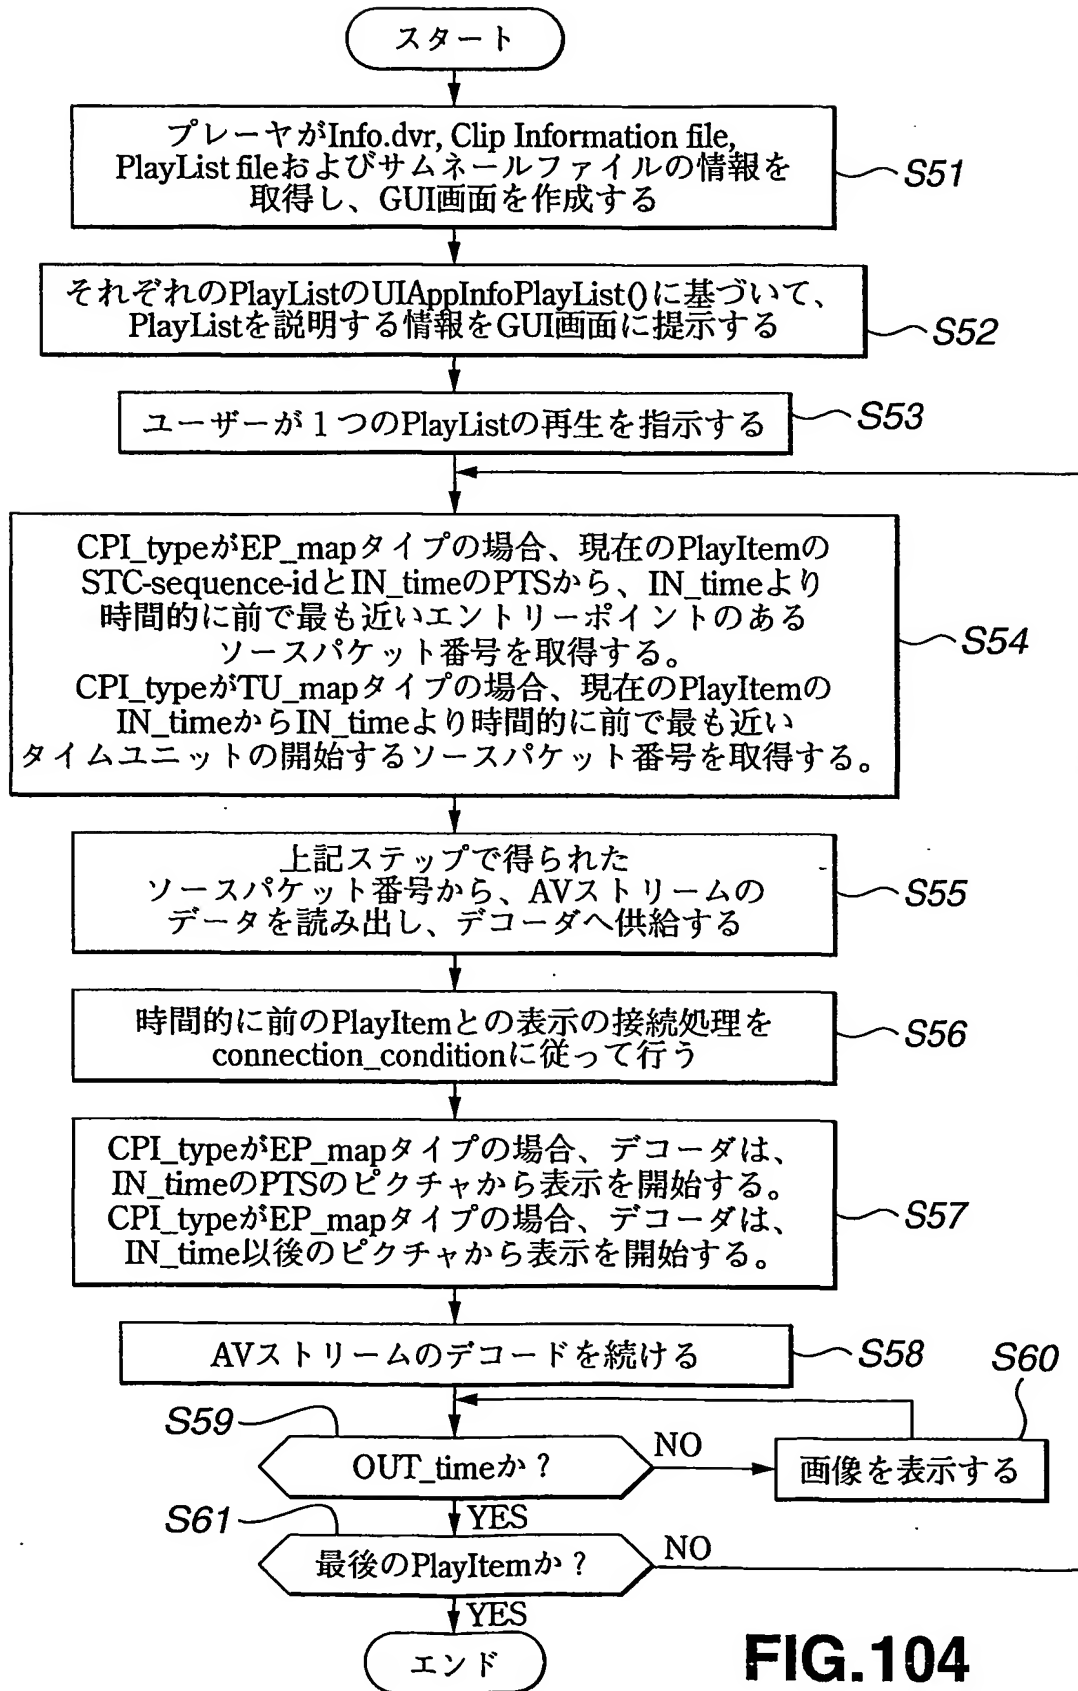 スタート
プレーヤがInfo.dvr, Clip Information file,
PlayList fileおよびサムネールファイルの情報を
取得し、GUI画面を作成する
S51
それぞれのPlayListのUIAppInfoPlayList()に基づいて、
PlayListを説明する情報をGUI画面に提示する
S52
ユーザーが１つのPlayListの再生を指示する
S53
CPI_typeがEP_mapタイプの場合、現在のPlayItemの
STC-sequence-idとIN_timeのPTSから、IN_timeより
時間的に前で最も近いエントリーポイントのある
ソースパケット番号を取得する。
CPI_typeがTU_mapタイプの場合、現在のPlayItemの
IN_timeからIN_timeより時間的に前で最も近い
タイムユニットの開始するソースパケット番号を取得する。
S54
上記ステップで得られた
ソースパケット番号から、AVストリームの
データを読み出し、デコーダへ供給する
S55
時間的に前のPlayItemとの表示の接続処理を
connection_conditionに従って行う
S56
CPI_typeがEP_mapタイプの場合、デコーダは、
IN_timeのPTSのピクチャから表示を開始する。
CPI_typeがEP_mapタイプの場合、デコーダは、
IN_time以後のピクチャから表示を開始する。
S57
AVストリームのデコードを続ける
S58
S60
S59
OUT_timeか？
NO
画像を表示する
YES
S61
最後のPlayItemか？
NO
YES
エンド
FIG.104